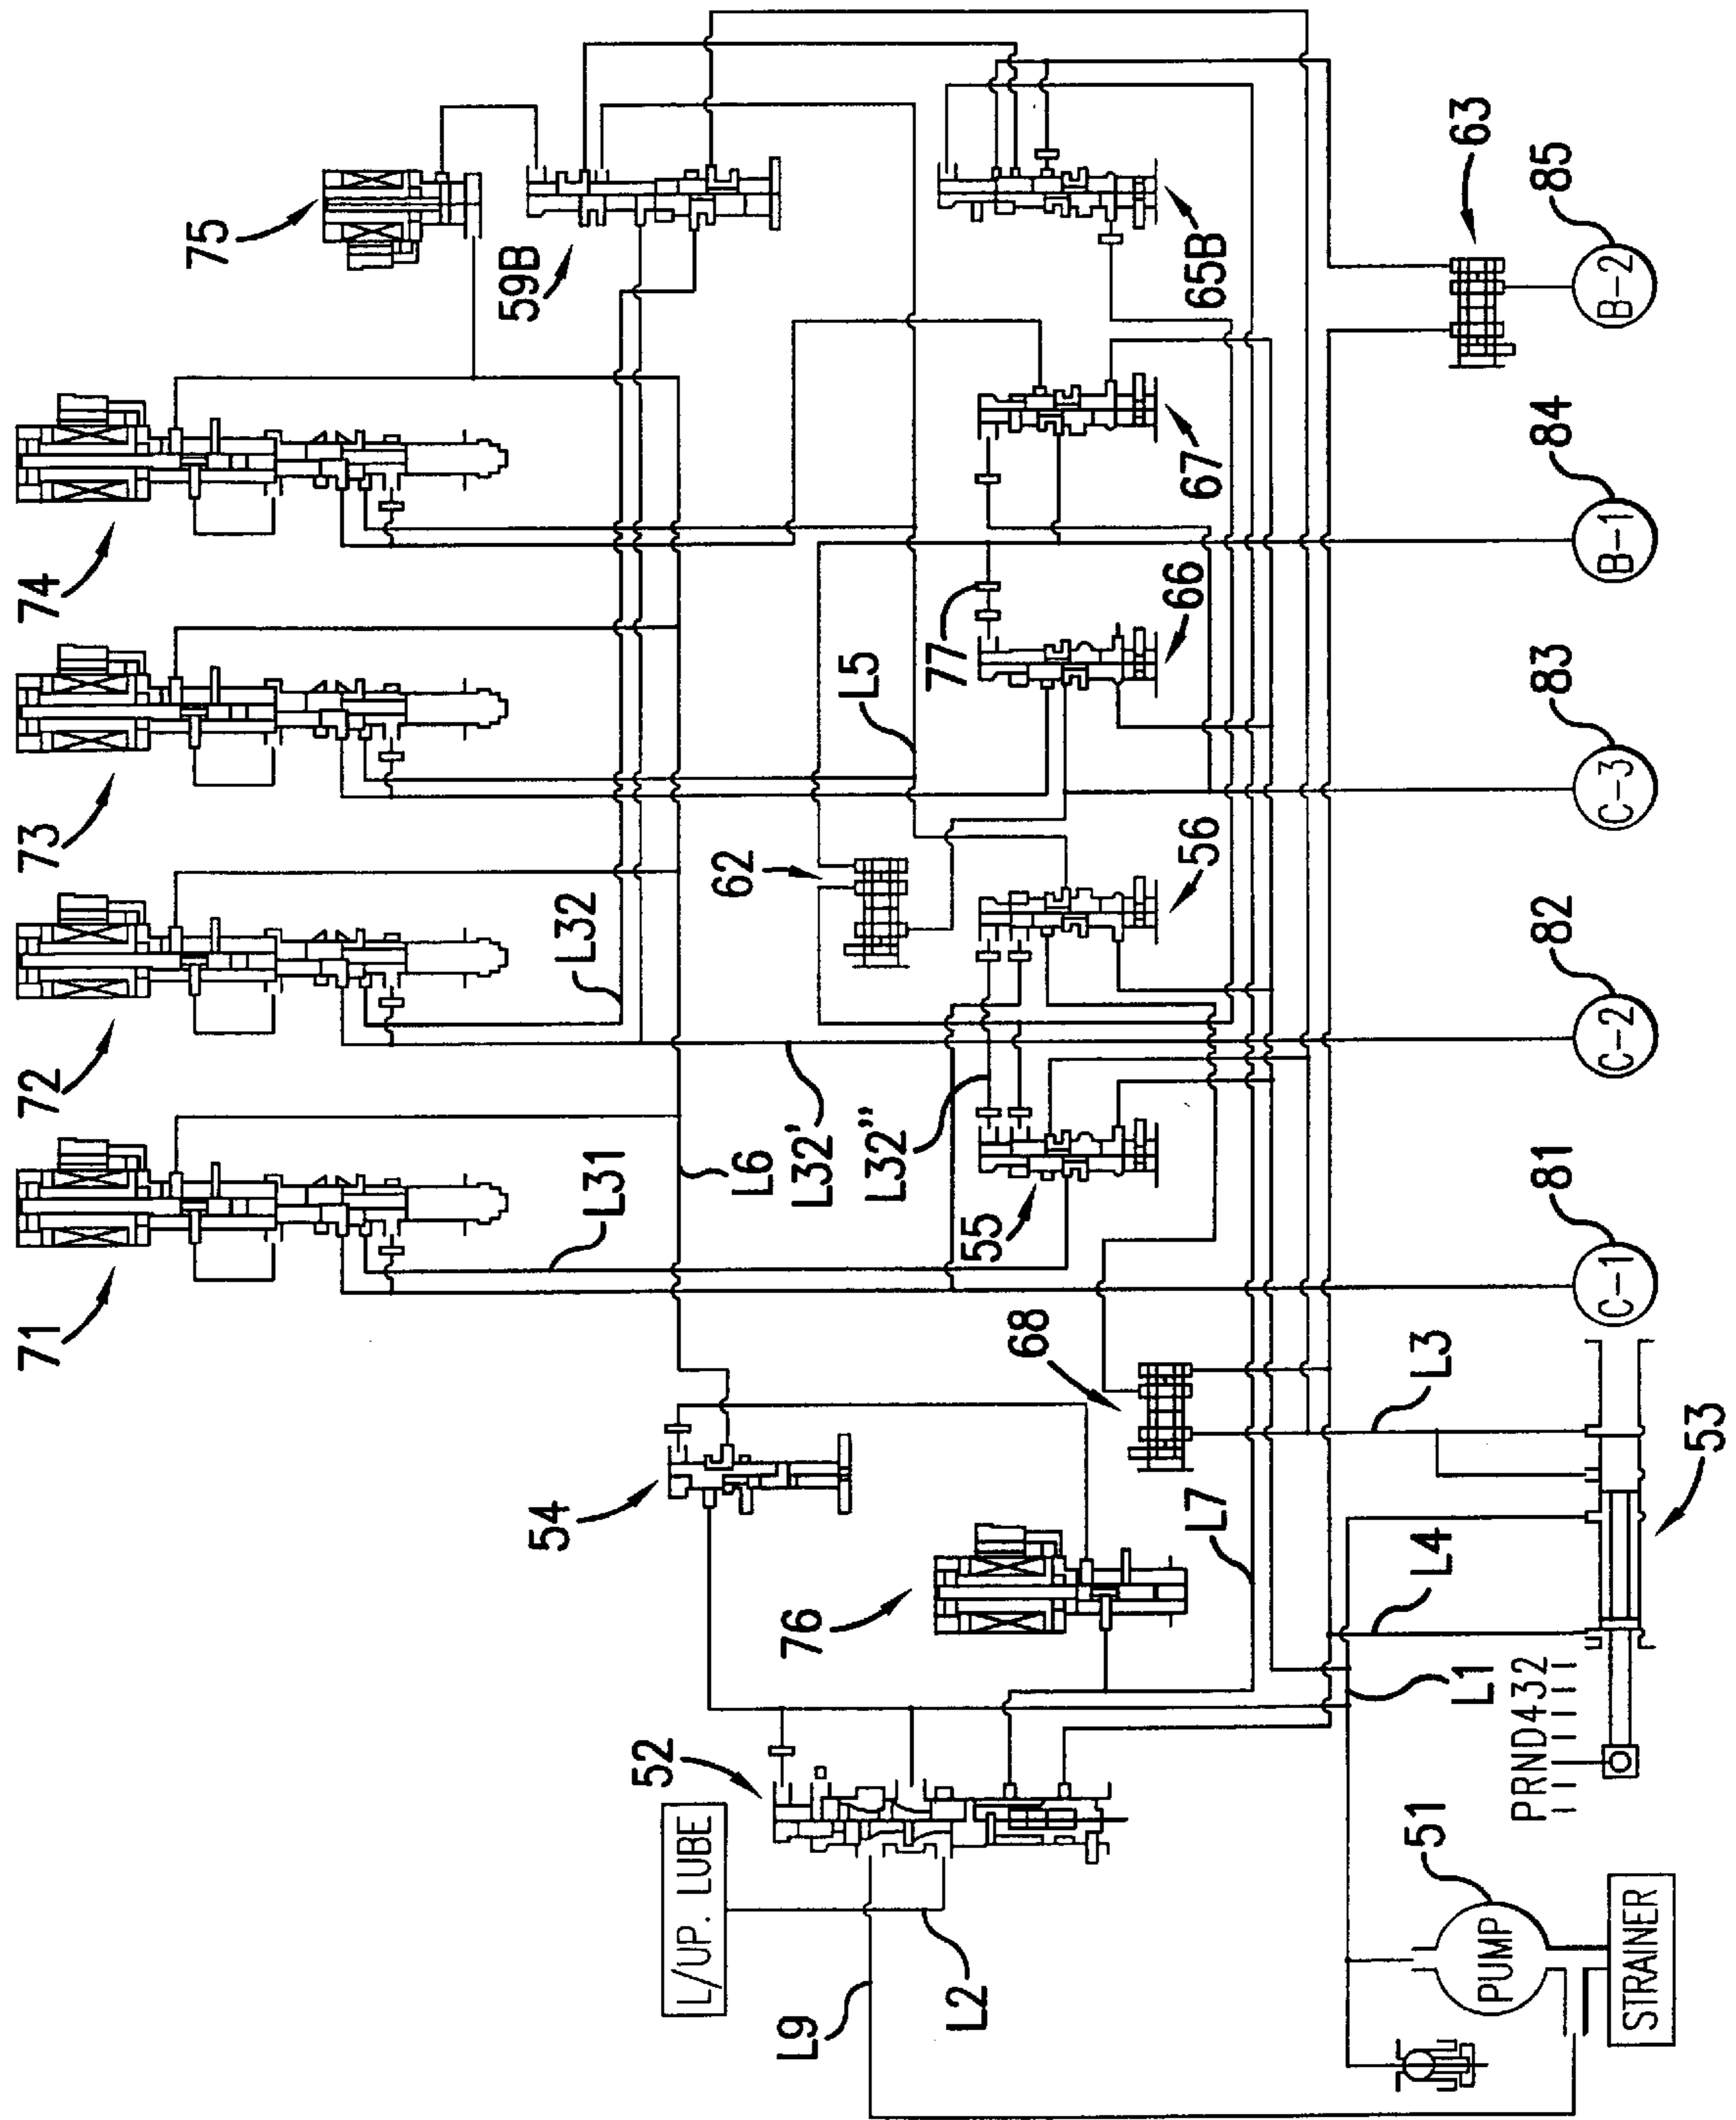 71
72
73
74
75
59B
L31
L32
L6
L32'
L32"
L5
62
77
54
76
68
55
56
66
67
65B
63
52
L/UP. LUBE
L9
L2
L7
L1
L4
L3
53
PRND432
51
PUMP
STRAINER
81
C-1
82
C-2
83
C-3
84
B-1
85
B-2